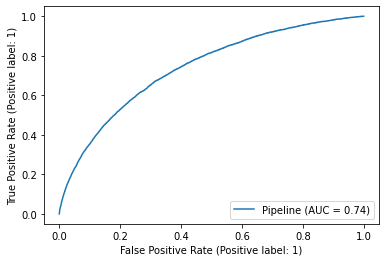 True Positive Rate (Positive label: 1)
1.0
0.8
0.6
0.4
0.2
0.0
Pipeline (AUC = 0.74)
0.0 0.2 0.4 0.6 0.8 1.0
False Positive Rate (Positive label: 1)